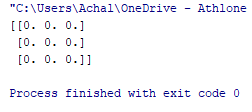 "C:\Users\Achal\OneDrive - Athlone
[[0. 0. 0.]
 [0. 0. 0.]
 [0. 0. 0.]]
Process finished with exit code 0